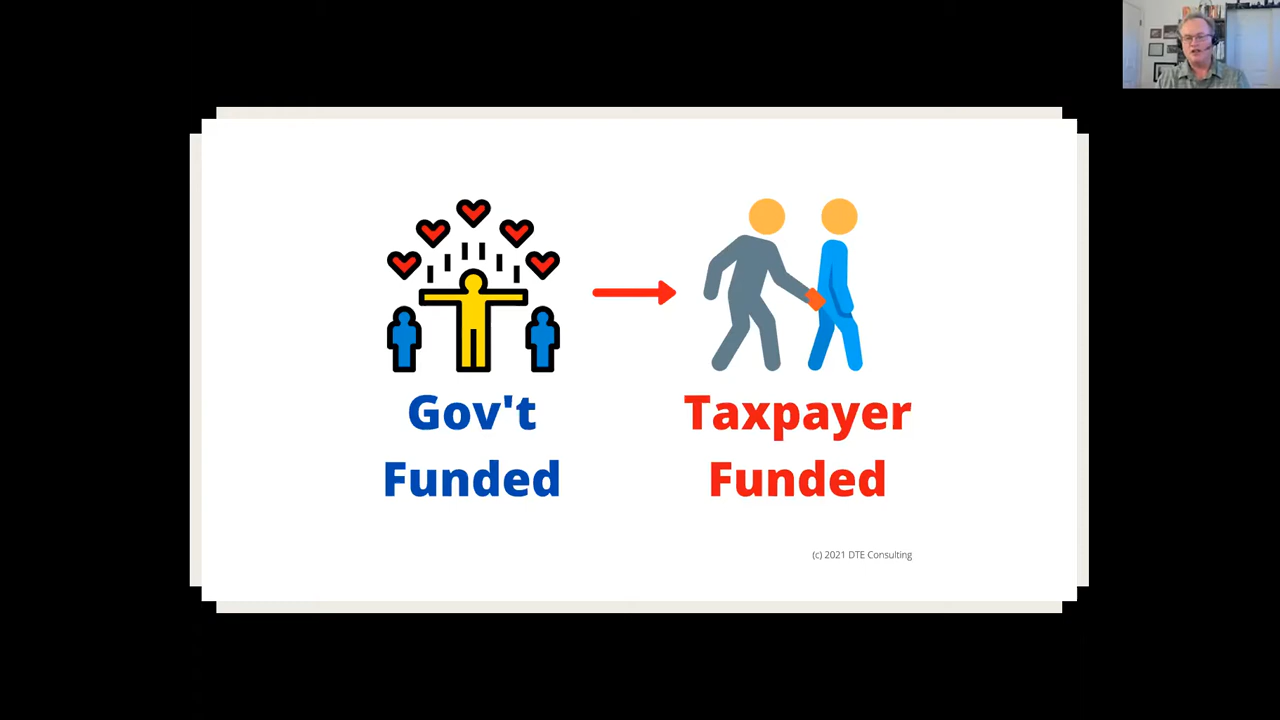 Gov't
Funded
Taxpayer
Funded
(c) 2021 DTE Consulting